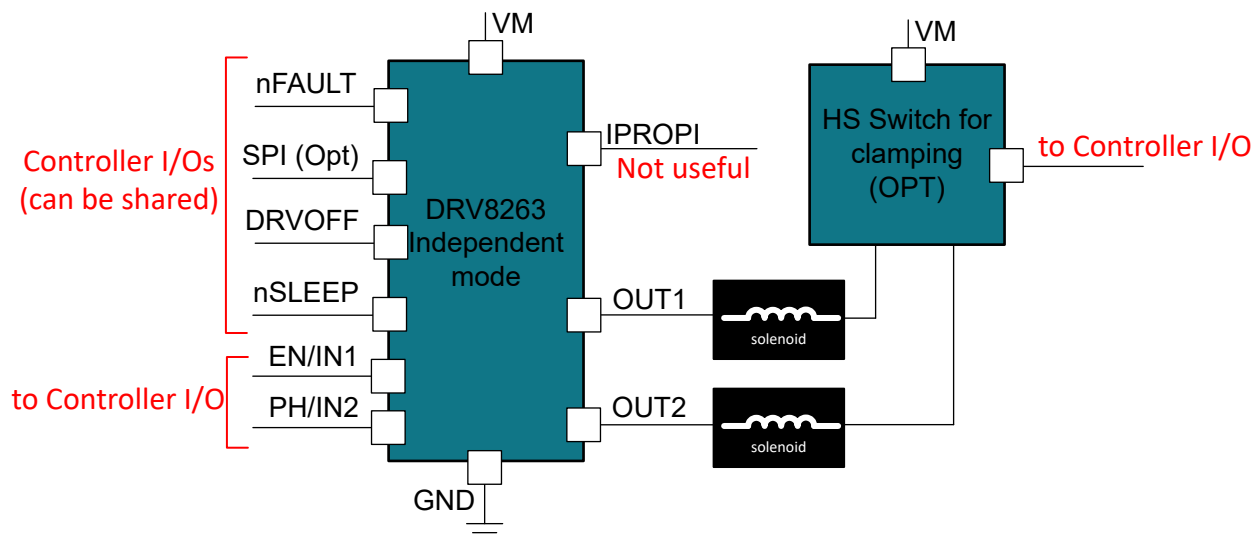 VM
nFAULT
SPI (Opt)
DRVOFF
nSLEEP
EN/IN1
PH/IN2
Controller I/Os
(can be shared)
to Controller I/O
DRV8263
Independent
mode
IPROPI
Not useful
OUT1
OUT2
GND
solenoid
solenoid
VM
HS Switch for
clamping
(OPT)
to Controller I/O